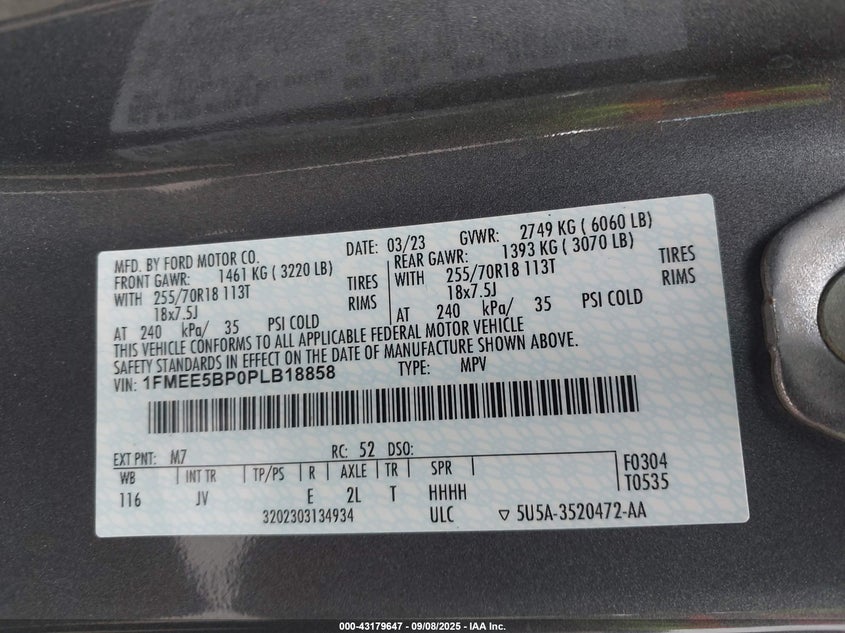 MFD. BY FORD MOTOR CO.
DATE: 03/23 GVWR: 2749 KG ( 6060 LB)
FRONT GAWR: 1461 KG ( 3220 LB)
WITH 255/70R18 113T TIRES
18x7.5J RIMS
AT 240 kPa/ 35 PSI COLD
REAR GAWR: 1393 KG ( 3070 LB)
WITH 255/70R18 113T TIRES
18x7.5J RIMS
AT 240 kPa/ 35 PSI COLD
THIS VEHICLE CONFORMS TO ALL APPLICABLE FEDERAL MOTOR VEHICLE
SAFETY STANDARDS IN EFFECT ON THE DATE OF MANUFACTURE SHOWN ABOVE.
VIN: 1FMEE5BP0PLB18858 TYPE: MPV
EXT PNT: M7 RC: 52 DSO:
WB INT TR TP/PS R AXLE TR SPR
116 JV E 2L T HHHH
F0304
T0535
3202303134934 ULC ▽ 5U5A-3520472-AA
000-43179647 - 09/08/2025 - IAA Inc.